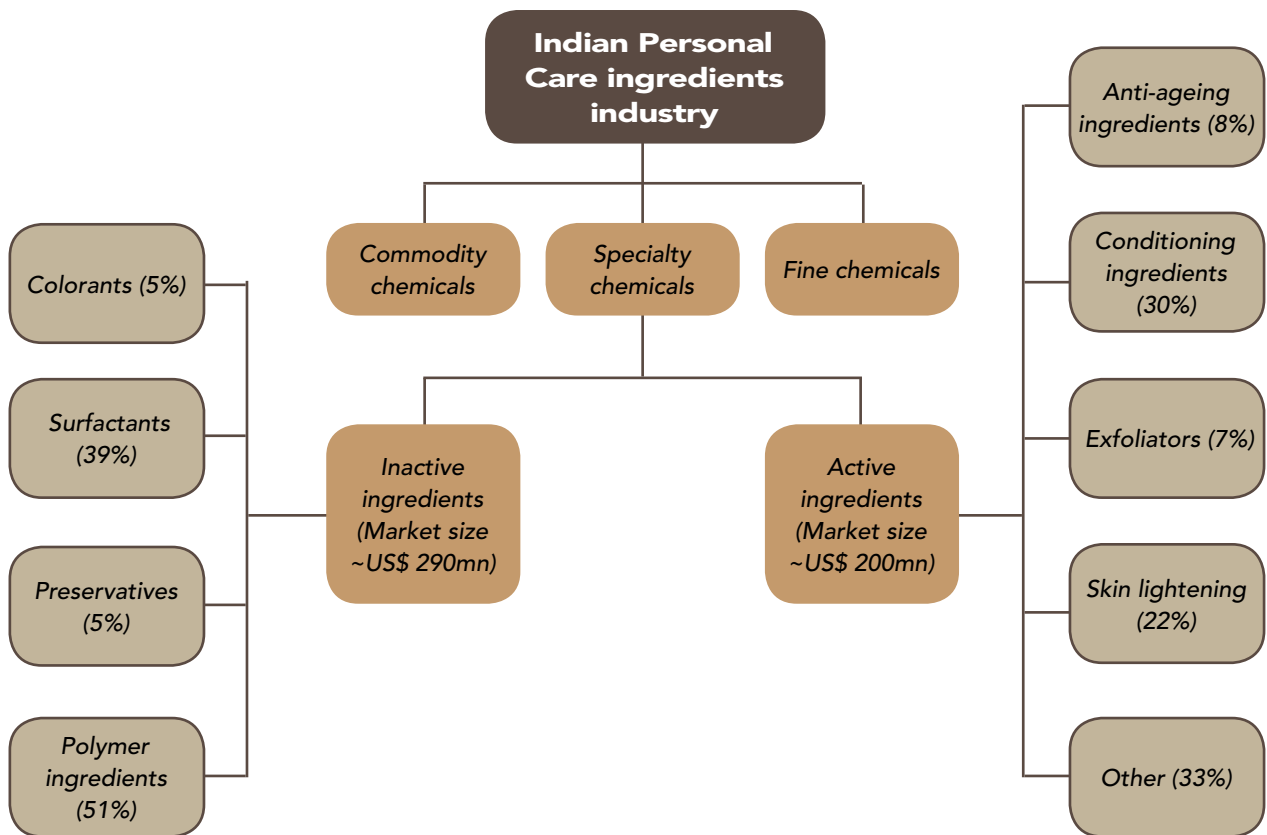 Indian Personal
Care ingredients
industry
Commodity
chemicals
Specialty
chemicals
Fine chemicals
Inactive
ingredients
(Market size
~US$ 290mn)
Active
ingredients
(Market size
~US$ 200mn)
Colorants (5%)
Surfactants
(39%)
Preservatives
(5%)
Polymer
ingredients
(51%)
Anti-ageing
ingredients (8%)
Conditioning
ingredients
(30%)
Exfoliators (7%)
Skin lightening
(22%)
Other (33%)